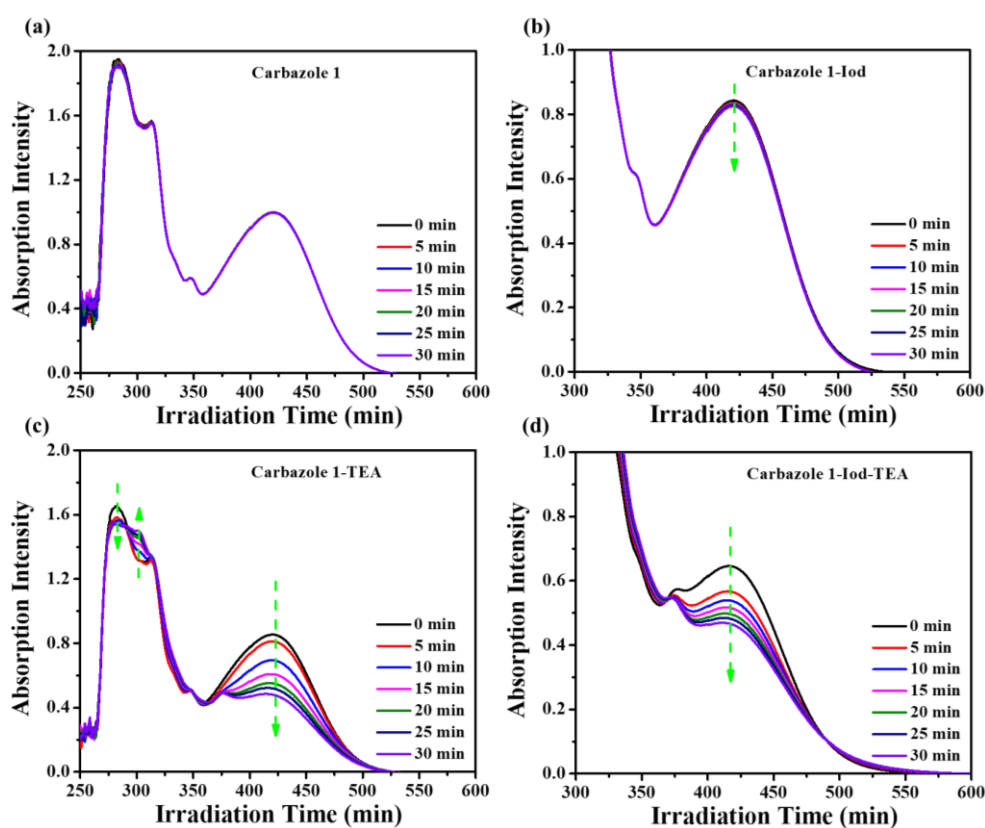 (a)
Carbazole 1
Absorption Intensity
2.0
1.6
1.2
0.8
0.4
0.0
0 min
5 min
10 min
15 min
20 min
25 min
30 min
250 300 350 400 450 500 550 600
Irradiation Time (min)
(b)
Carbazole 1-Iod
Absorption Intensity
1.0
0.8
0.6
0.4
0.2
0.0
0 min
5 min
10 min
15 min
20 min
25 min
30 min
300 350 400 450 500 550 600
Irradiation Time (min)
(c)
Carbazole 1-TEA
Absorption Intensity
2.0
1.6
1.2
0.8
0.4
0.0
0 min
5 min
10 min
15 min
20 min
25 min
30 min
250 300 350 400 450 500 550 600
Irradiation Time (min)
(d)
Carbazole 1-Iod-TEA
Absorption Intensity
1.0
0.8
0.6
0.4
0.2
0.0
0 min
5 min
10 min
15 min
20 min
25 min
30 min
300 350 400 450 500 550 600
Irradiation Time (min)